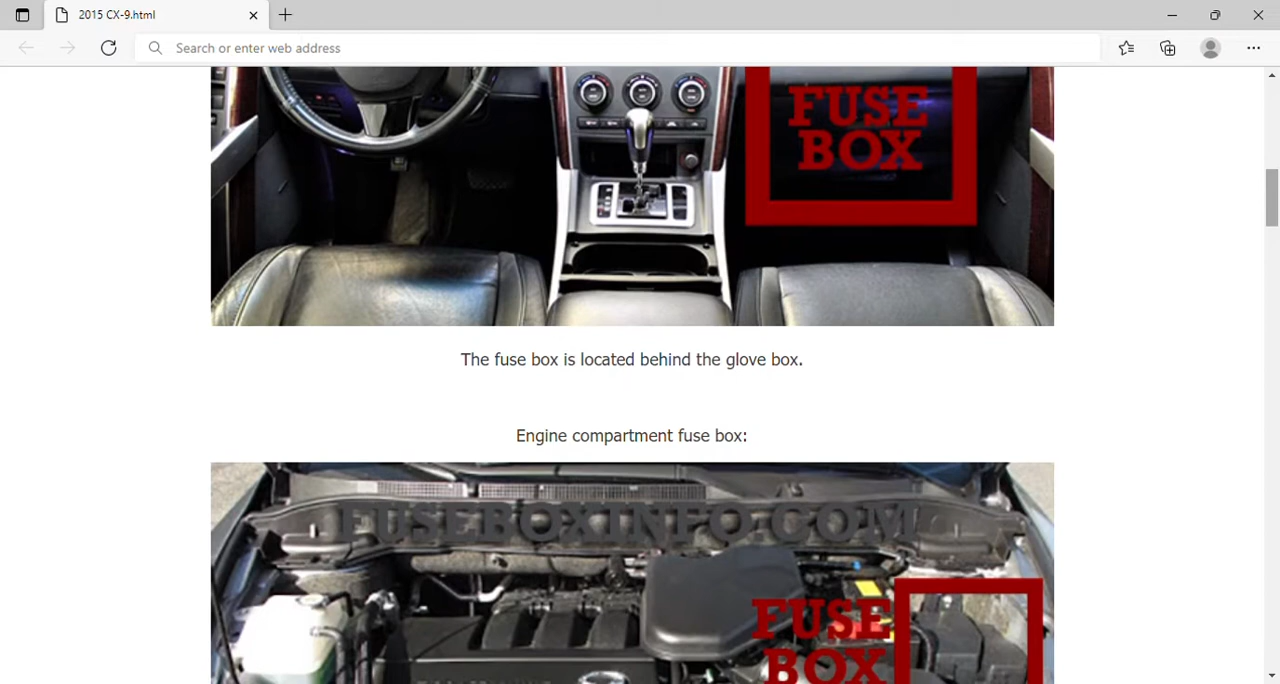 2015 CX-9.html
Search or enter web address
FUSE
BOX
The fuse box is located behind the glove box.
Engine compartment fuse box:
FUSEBOXINFO.COM
FUSE
BOX